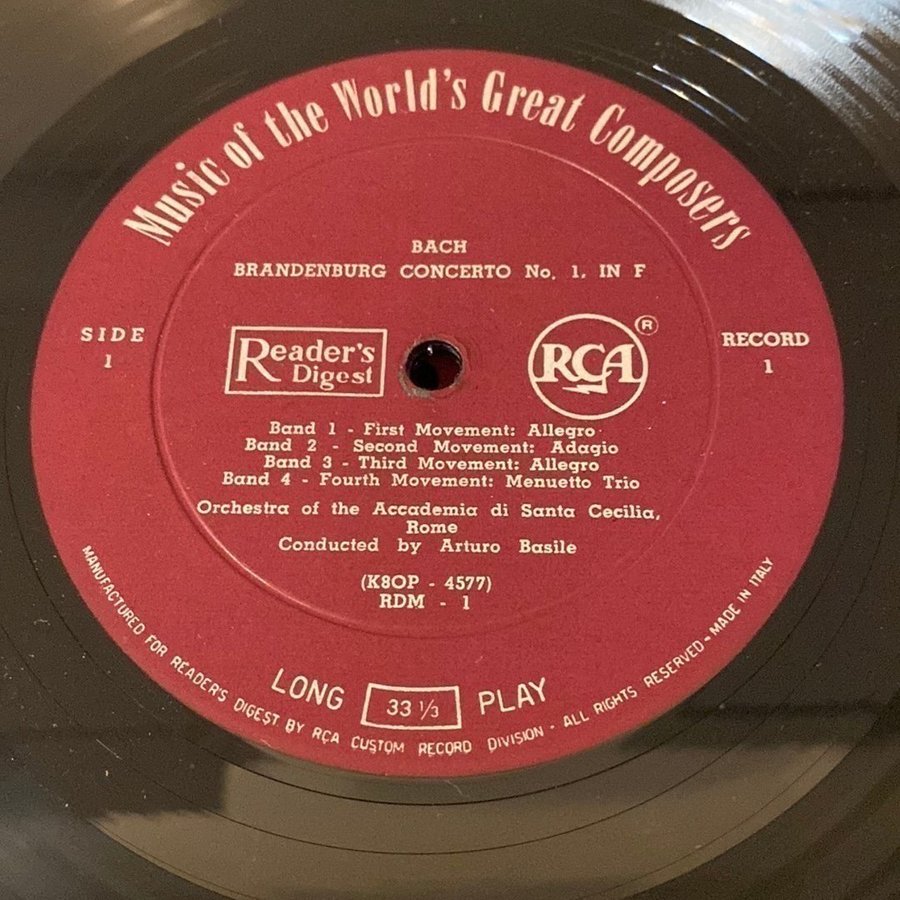 Music of the World's Great Composers
BACH
BRANDENBURG CONCERTO No. 1, IN F
SIDE
1
Reader's
Digest
RCA
®
RECORD
1
Band 1 - First Movement: Allegro
Band 2 - Second Movement: Adagio
Band 3 - Third Movement: Allegro
Band 4 - Fourth Movement: Menuetto Trio
Orchestra of the Accademia di Santa Cecilia,
Rome
Conducted by Arturo Basile
(K8OP - 4577)
RDM - 1
LONG 33 1/3 PLAY
MANUFACTURED FOR READER'S DIGEST BY RCA CUSTOM RECORD DIVISION - ALL RIGHTS RESERVED - MADE IN ITALY